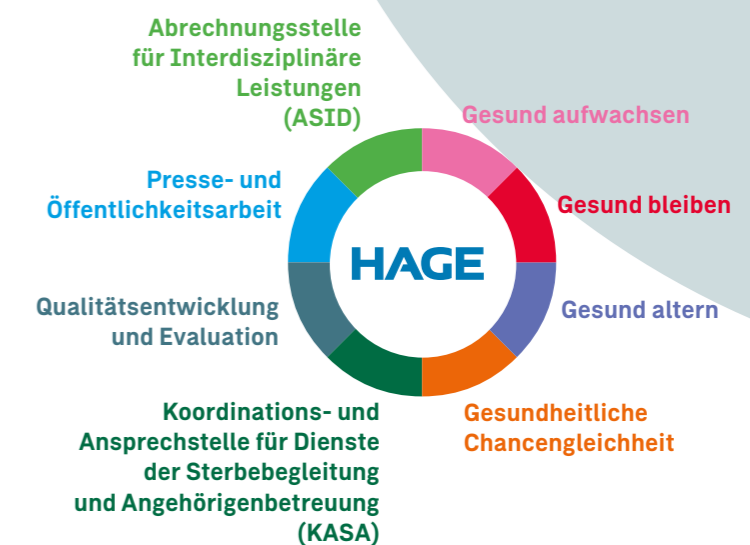 Abrechnungsstelle
für Interdisziplinäre
Leistungen
(ASID)
Gesund aufwachsen
Presse- und
Öffentlichkeitsarbeit
Gesund bleiben
HAGE
Qualitätsentwicklung
und Evaluation
Gesund altern
Koordinations- und
Ansprechstelle für Dienste
der Sterbebegleitung
und Angehörigenbetreuung
(KASA)
Gesundheitliche
Chancengleichheit